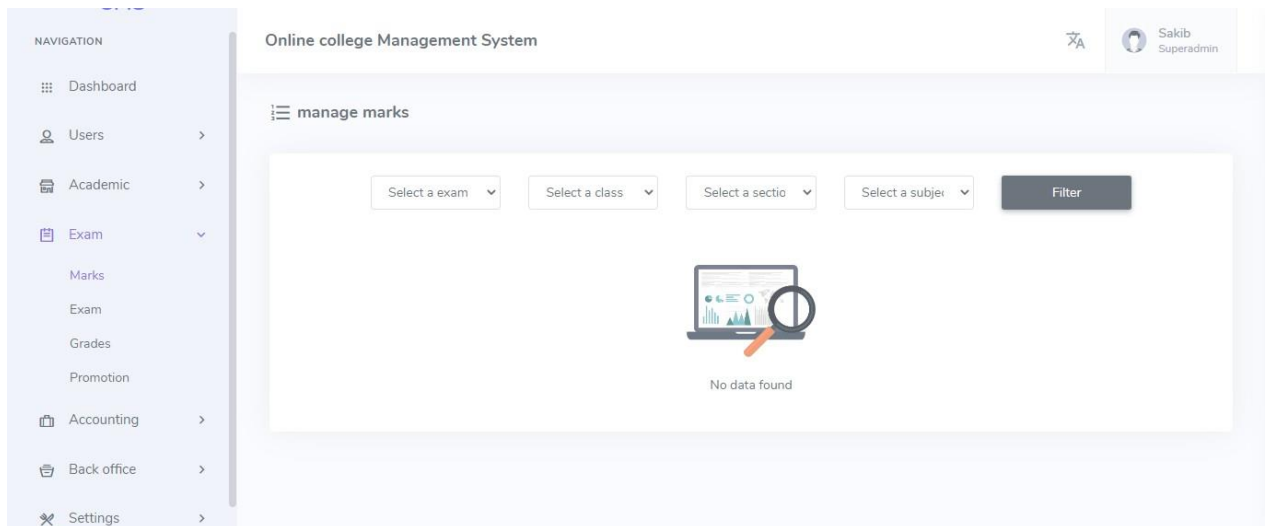 NAVIGATION
Dashboard
Users
Academic
Exam
Marks
Exam
Grades
Promotion
Accounting
Back office
Settings
Online college Management System
Sakib
Superadmin
manage marks
Select a exam
Select a class
Select a sectio
Select a subjec
Filter
No data found